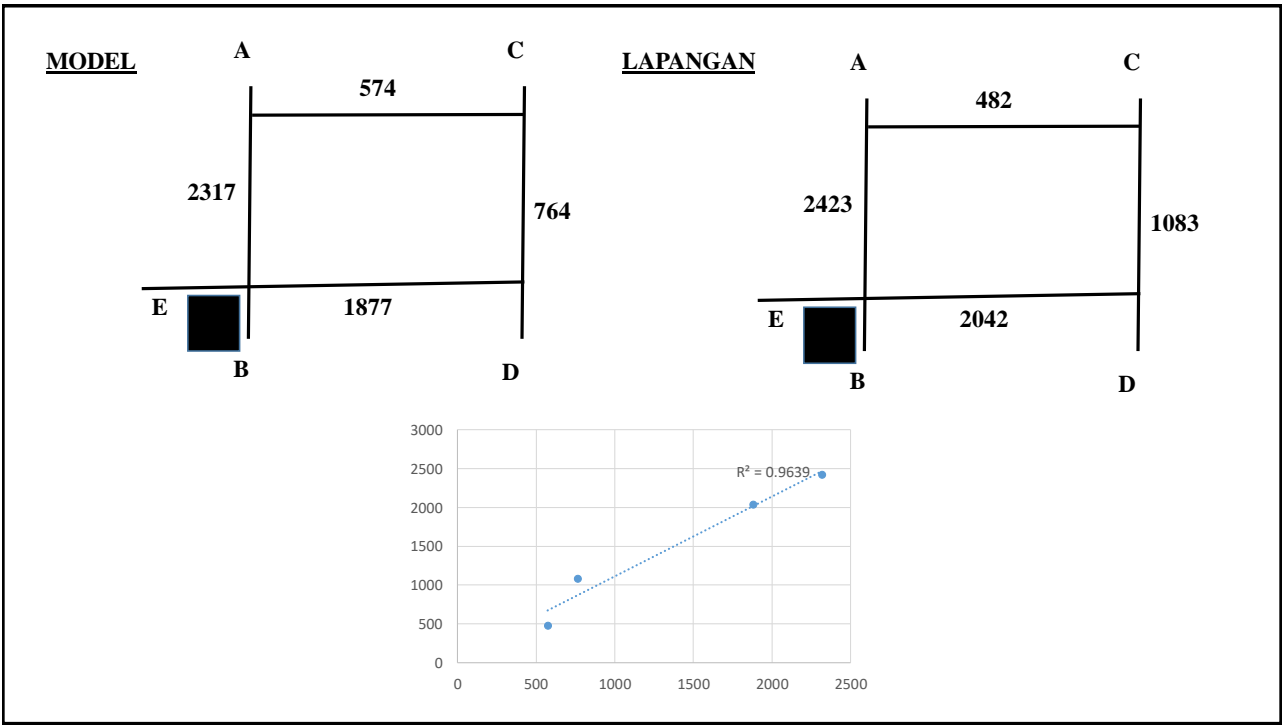 MODEL
A
C
574
2317
764
E
1877
B
D
LAPANGAN
A
C
482
2423
1083
E
2042
B
D
3000
2500
2000
1500
1000
500
0
R² = 0.9639
0 500 1000 1500 2000 2500